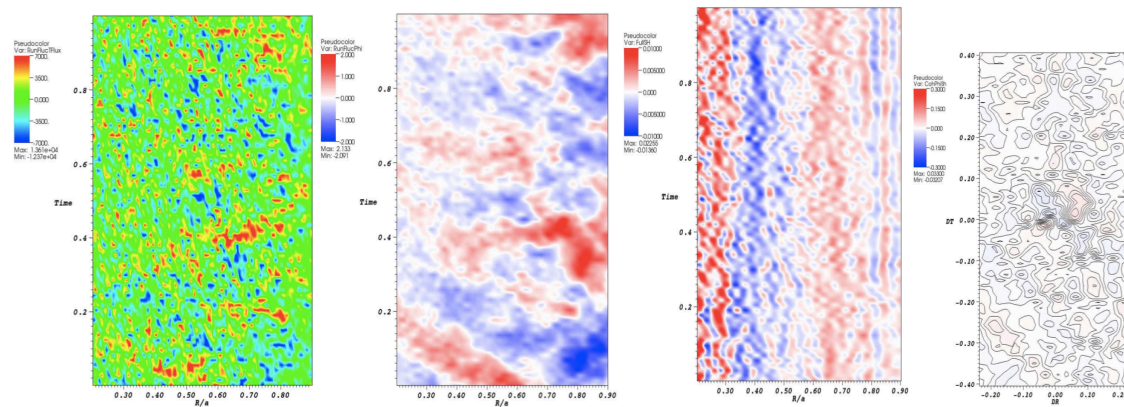 Pseudocolor
Var: RunFlucTFlux
7000.
3500.
0.000
-3500.
-7000.
Max: 1.361e+04
Min: -1.237e+04
0.8
0.6
Time
0.4
0.2
0.30 0.40 0.50 0.60 0.70 0.80
R/a
Pseudocolor
Var: RunFlucPhi
2.000
1.000
0.000
-1.000
-2.000
Max: 2.133
Min: -2.091
0.8
0.6
Time
0.4
0.2
0.30 0.40 0.50 0.60 0.70 0.80 0.90
R/a
Pseudocolor
Var: FullSH
0.01000
0.005000
0.000
-0.005000
-0.01000
Max: 0.02255
Min: -0.01360
0.8
0.6
Time
0.4
0.2
0.20 0.30 0.40 0.50 0.60 0.70 0.80 0.90
R/a
Pseudocolor
Var: CohPhiSh
0.3000
0.1500
0.000
-0.1500
-0.3000
Max: 0.03300
Min: -0.03207
0.40
0.30
0.20
0.10
DT 0.00
-0.10
-0.20
-0.30
-0.40
-0.20 -0.10 0.00 0.10
DR